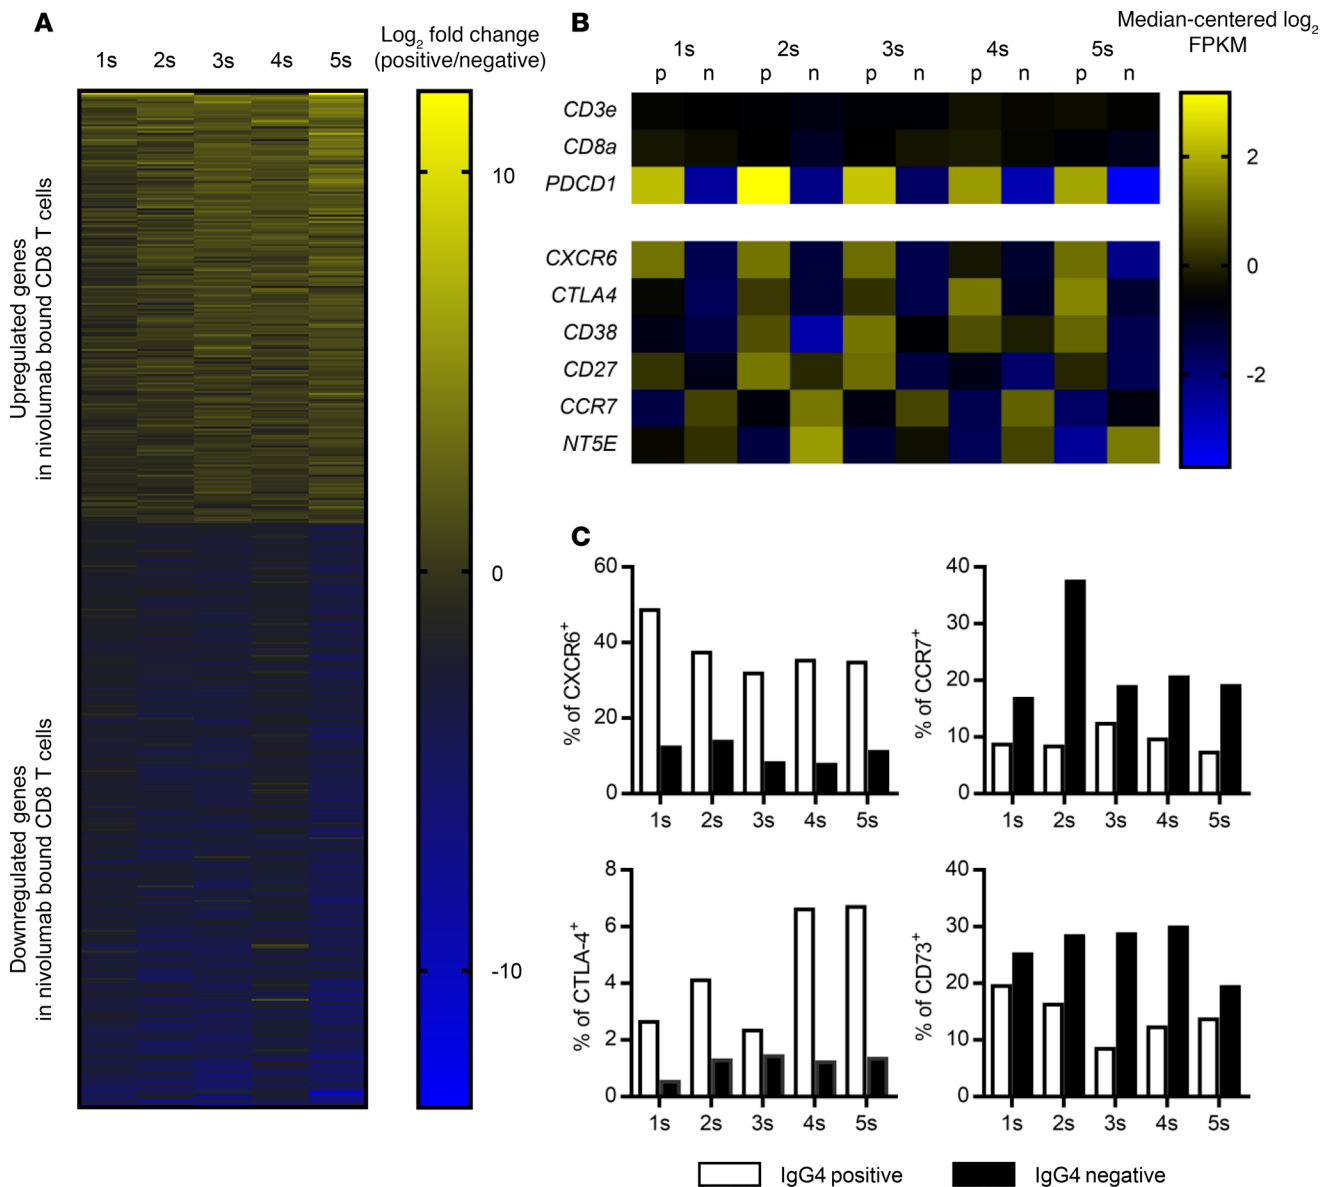 A
1s 2s 3s 4s 5s
Log2 fold change
(positive/negative)
10
0
-10
Upregulated genes
in nivolumab bound CD8 T cells
Downregulated genes
in nivolumab bound CD8 T cells
B
Median-centered log2
FPKM
1s 2s 3s 4s 5s
p n p n p n p n p n
CD3e
CD8a
PDCD1
CXCR6
CTLA4
CD38
CD27
CCR7
NT5E
2
0
-2
C
% of CXCR6+
60
40
20
0
1s 2s 3s 4s 5s
% of CCR7+
40
30
20
10
0
1s 2s 3s 4s 5s
% of CTLA-4+
8
6
4
2
0
1s 2s 3s 4s 5s
% of CD73+
40
30
20
10
0
1s 2s 3s 4s 5s
IgG4 positive
IgG4 negative